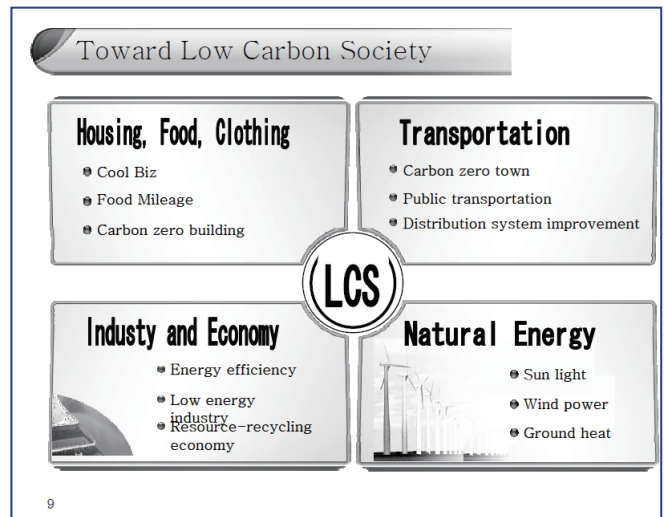 Toward Low Carbon Society
Housing, Food, Clothing
Cool Biz
Food Mileage
Carbon zero building
Transportation
Carbon zero town
Public transportation
Distribution system improvement
LCS
Industy and Economy
Energy efficiency
Low energy
industry
Resource-recycling
economy
Natural Energy
Sun light
Wind power
Ground heat
9